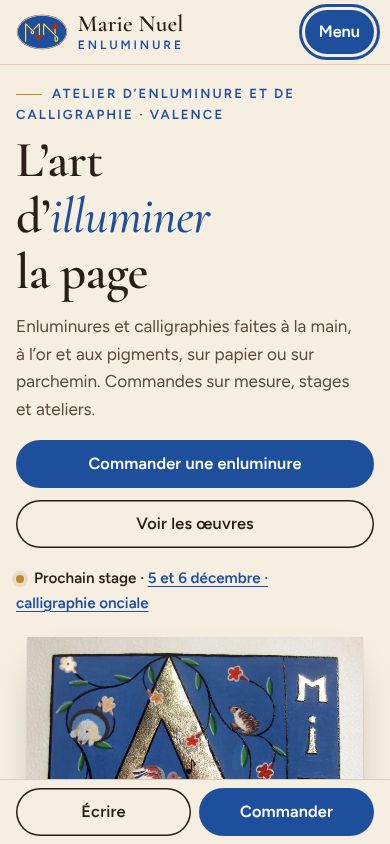 MN
Marie Nuel
ENLUMINURE
Menu
ATELIER D’ENLUMINURE ET DE
CALLIGRAPHIE · VALENCE
L’art
d’illuminer
la page
Enluminures et calligraphies faites à la main,
à l’or et aux pigments, sur papier ou sur
parchemin. Commandes sur mesure, stages
et ateliers.
Commander une enluminure
Voir les œuvres
Prochain stage · 5 et 6 décembre ·
calligraphie onciale
A
M
i
Écrire
Commander